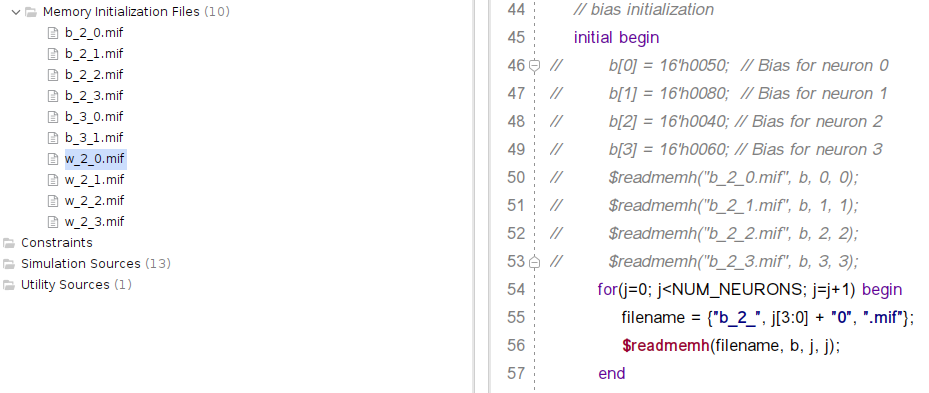 Memory Initialization Files (10)
b_2_0.mif
b_2_1.mif
b_2_2.mif
b_2_3.mif
b_3_0.mif
b_3_1.mif
w_2_0.mif
w_2_1.mif
w_2_2.mif
w_2_3.mif
Constraints
Simulation Sources (13)
Utility Sources (1)
44 // bias initialization
45 initial begin
46 // b[0] = 16'h0050; // Bias for neuron 0
47 // b[1] = 16'h0080; // Bias for neuron 1
48 // b[2] = 16'h0040; // Bias for neuron 2
49 // b[3] = 16'h0060; // Bias for neuron 3
50 // $readmemh("b_2_0.mif", b, 0, 0);
51 // $readmemh("b_2_1.mif", b, 1, 1);
52 // $readmemh("b_2_2.mif", b, 2, 2);
53 // $readmemh("b_2_3.mif", b, 3, 3);
54 for(j=0; j<NUM_NEURONS; j=j+1) begin
55 filename = {"b_2_", j[3:0] + "0", ".mif"};
56 $readmemh(filename, b, j, j);
57 end